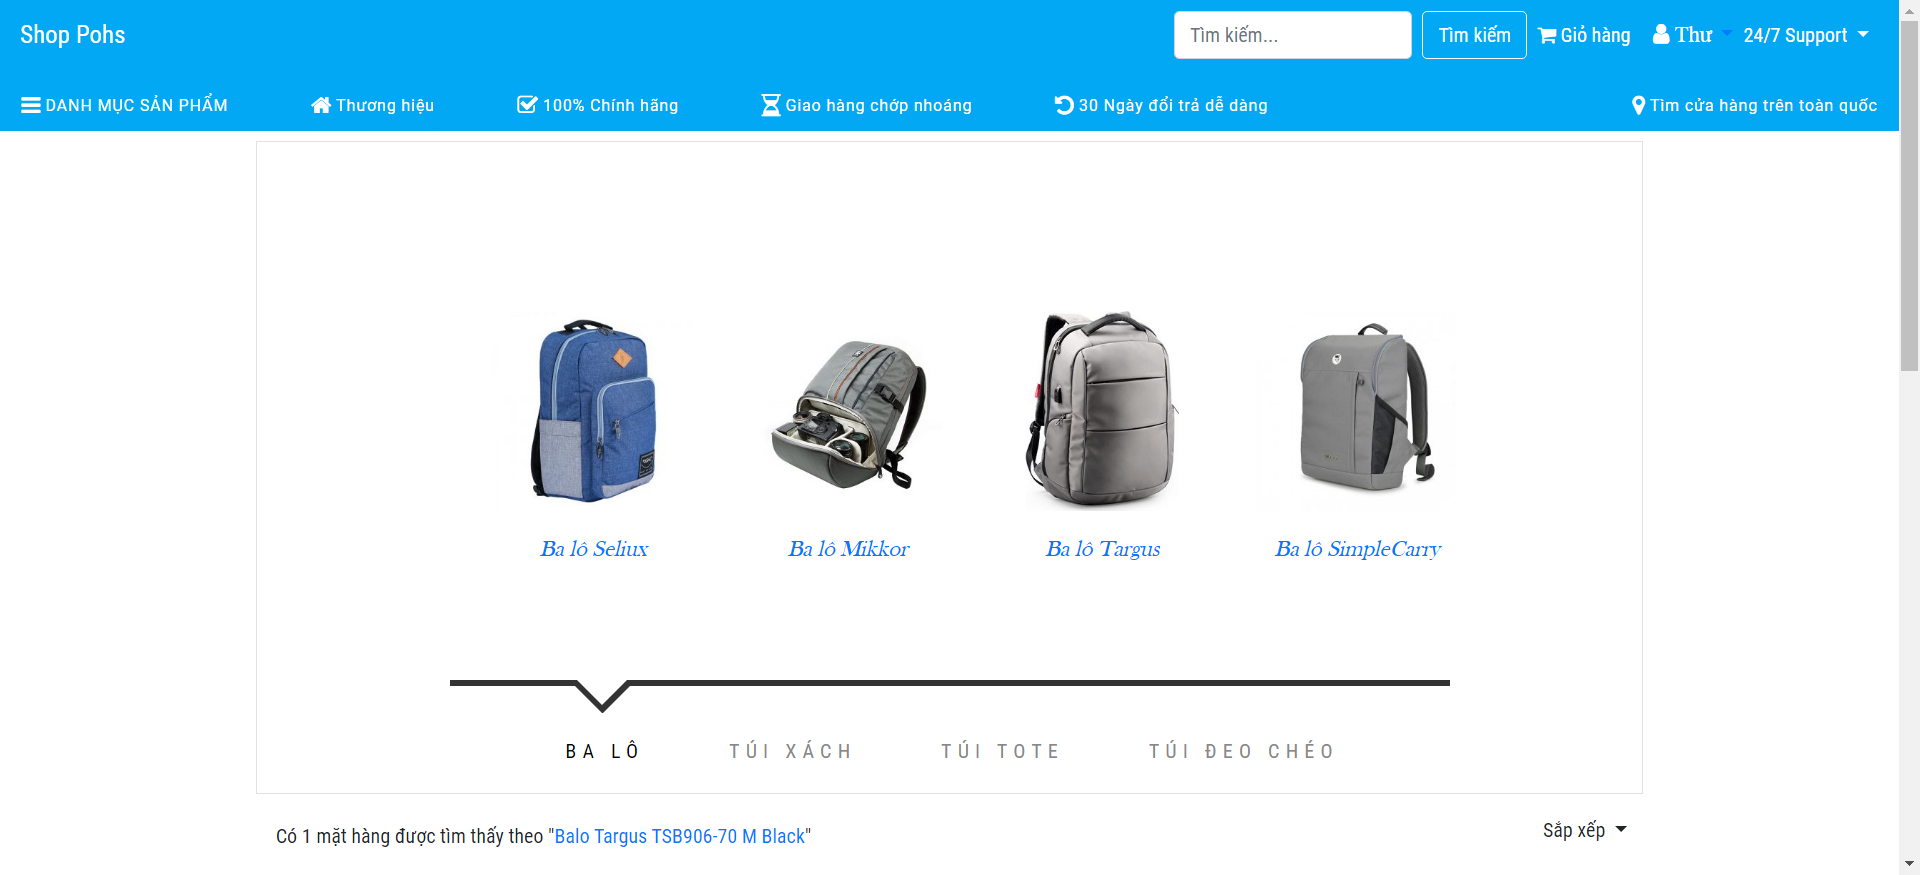 Shop Pohs
Tìm kiếm...
Tìm kiếm
Giỏ hàng
Thư
24/7 Support
DANH MỤC SẢN PHẨM
Thương hiệu
100% Chính hãng
Giao hàng chớp nhoáng
30 Ngày đổi trả dễ dàng
Tìm cửa hàng trên toàn quốc
Ba lô Seliux
Ba lô Mikkor
Ba lô Targus
Ba lô SimpleCarry
BA LÔ
TÚI XÁCH
TÚI TOTE
TÚI ĐEO CHÉO
Có 1 mặt hàng được tìm thấy theo "Balo Targus TSB906-70 M Black"
Sắp xếp